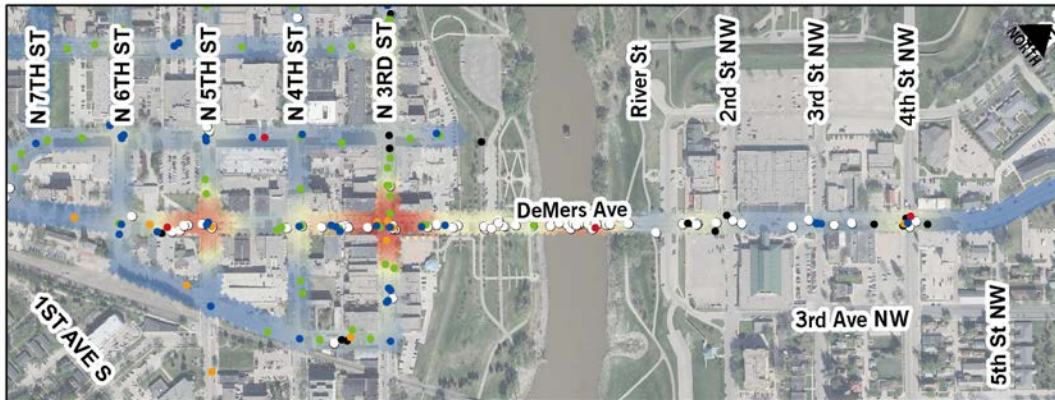 N 7TH ST
N 6TH ST
N 5TH ST
N 4TH ST
N 3RD ST
River St
2nd St NW
3rd St NW
4th St NW
NORTH
DeMers Ave
1ST AVE S
3rd Ave NW
5th St NW